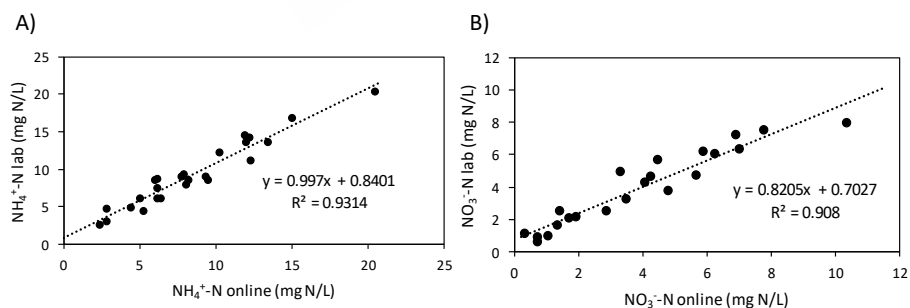 A)
NH₄⁺-N lab (mg N/L)
25
20
15
10
5
0
0 5 10 15 20 25
NH₄⁺-N online (mg N/L)
y = 0.997x + 0.8401
R² = 0.9314
B)
NO₃⁻-N lab (mg N/L)
12
10
8
6
4
2
0
0 2 4 6 8 10 12
NO₃⁻-N online (mg N/L)
y = 0.8205x + 0.7027
R² = 0.908